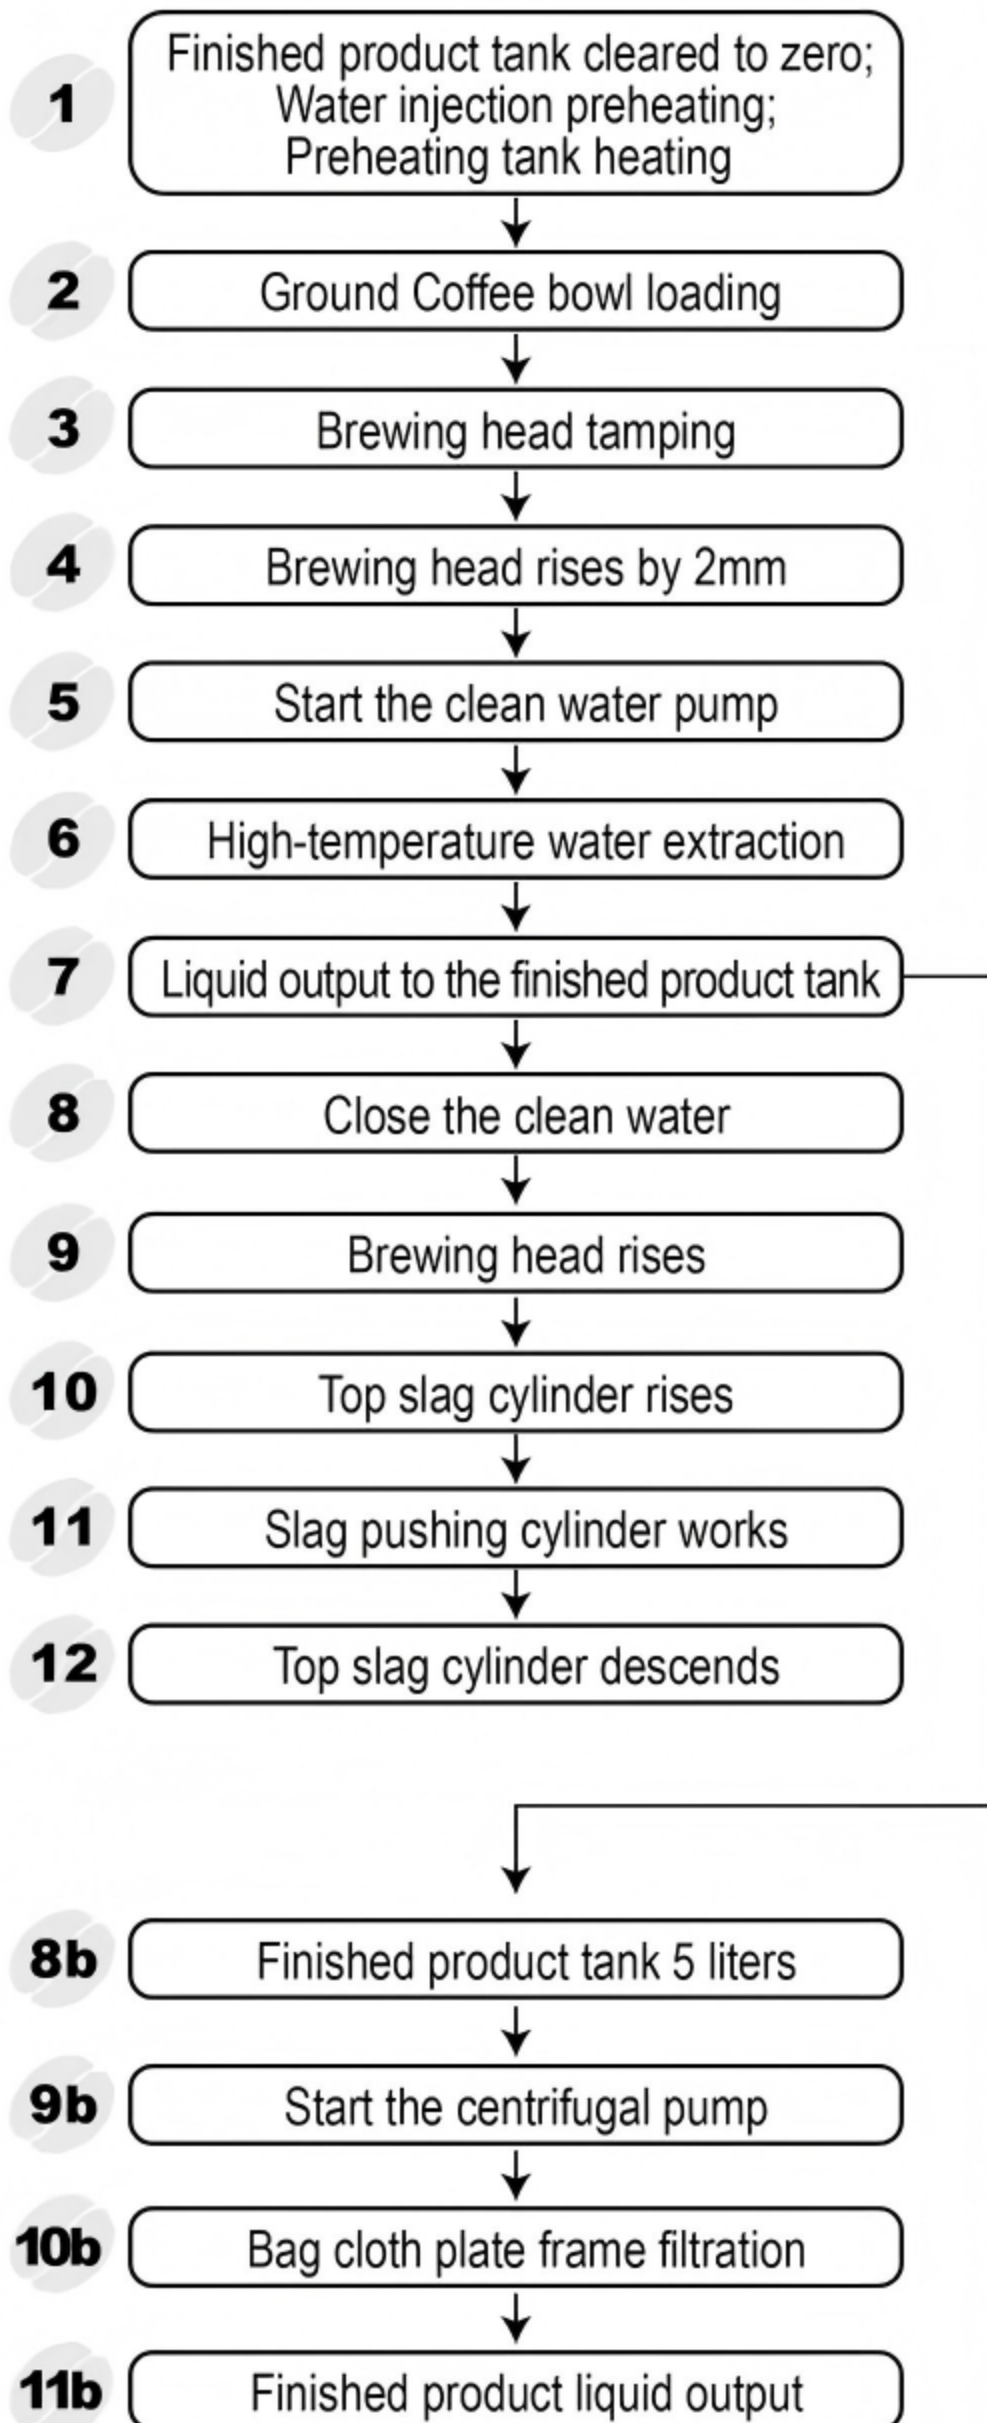 1
Finished product tank cleared to zero;
Water injection preheating;
Preheating tank heating
2
Ground Coffee bowl loading
3
Brewing head tamping
4
Brewing head rises by 2mm
5
Start the clean water pump
6
High-temperature water extraction
7
Liquid output to the finished product tank
8
Close the clean water
9
Brewing head rises
10
Top slag cylinder rises
11
Slag pushing cylinder works
12
Top slag cylinder descends
8b
Finished product tank 5 liters
9b
Start the centrifugal pump
10b
Bag cloth plate frame filtration
11b
Finished product liquid output